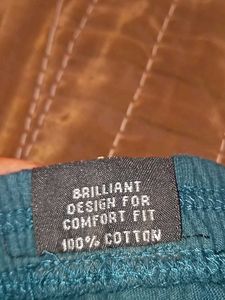 BRILLIANT
DESIGN FOR
COMFORT FIT
100% COTTON